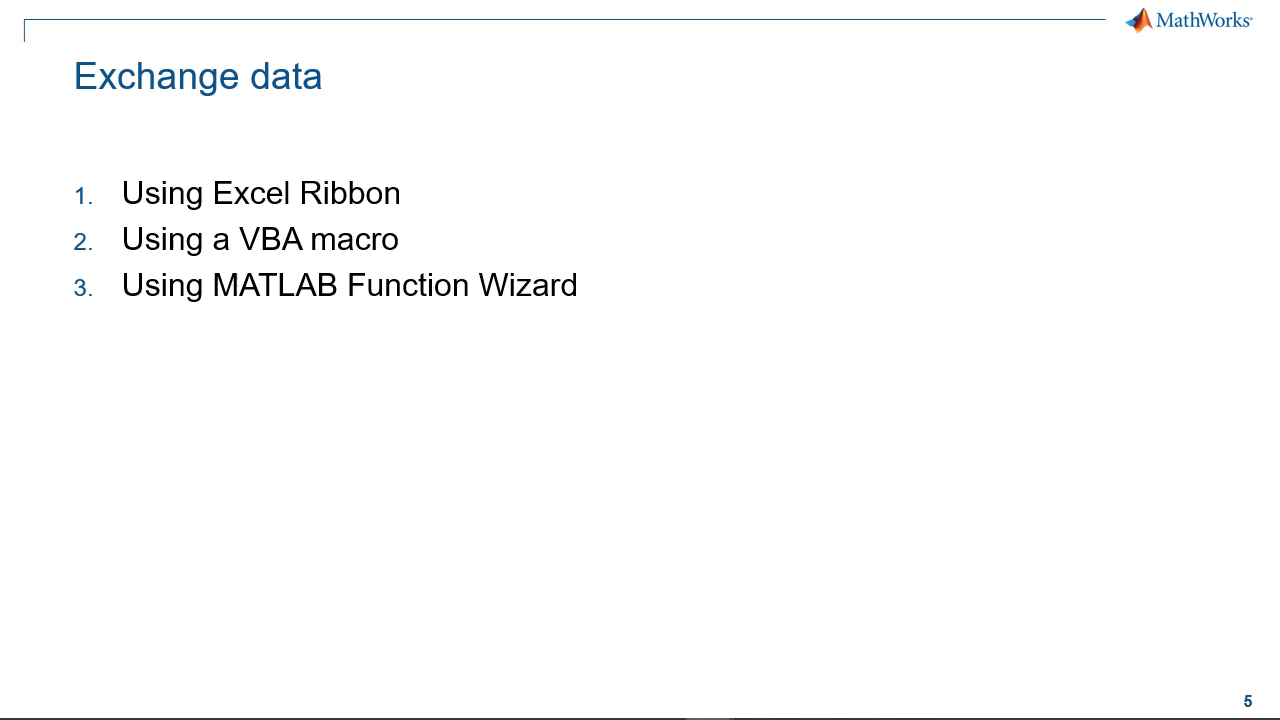 MathWorks
Exchange data
1. Using Excel Ribbon
2. Using a VBA macro
3. Using MATLAB Function Wizard
5